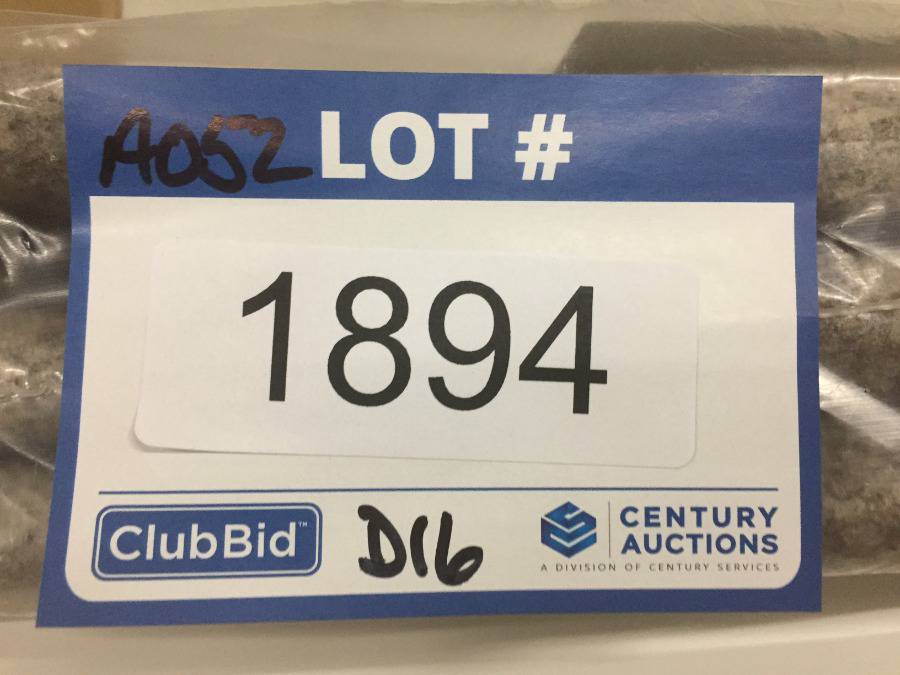 A052 LOT #
1894
ClubBid™ D16 CENTURY
AUCTIONS
A DIVISION OF CENTURY SERVICES